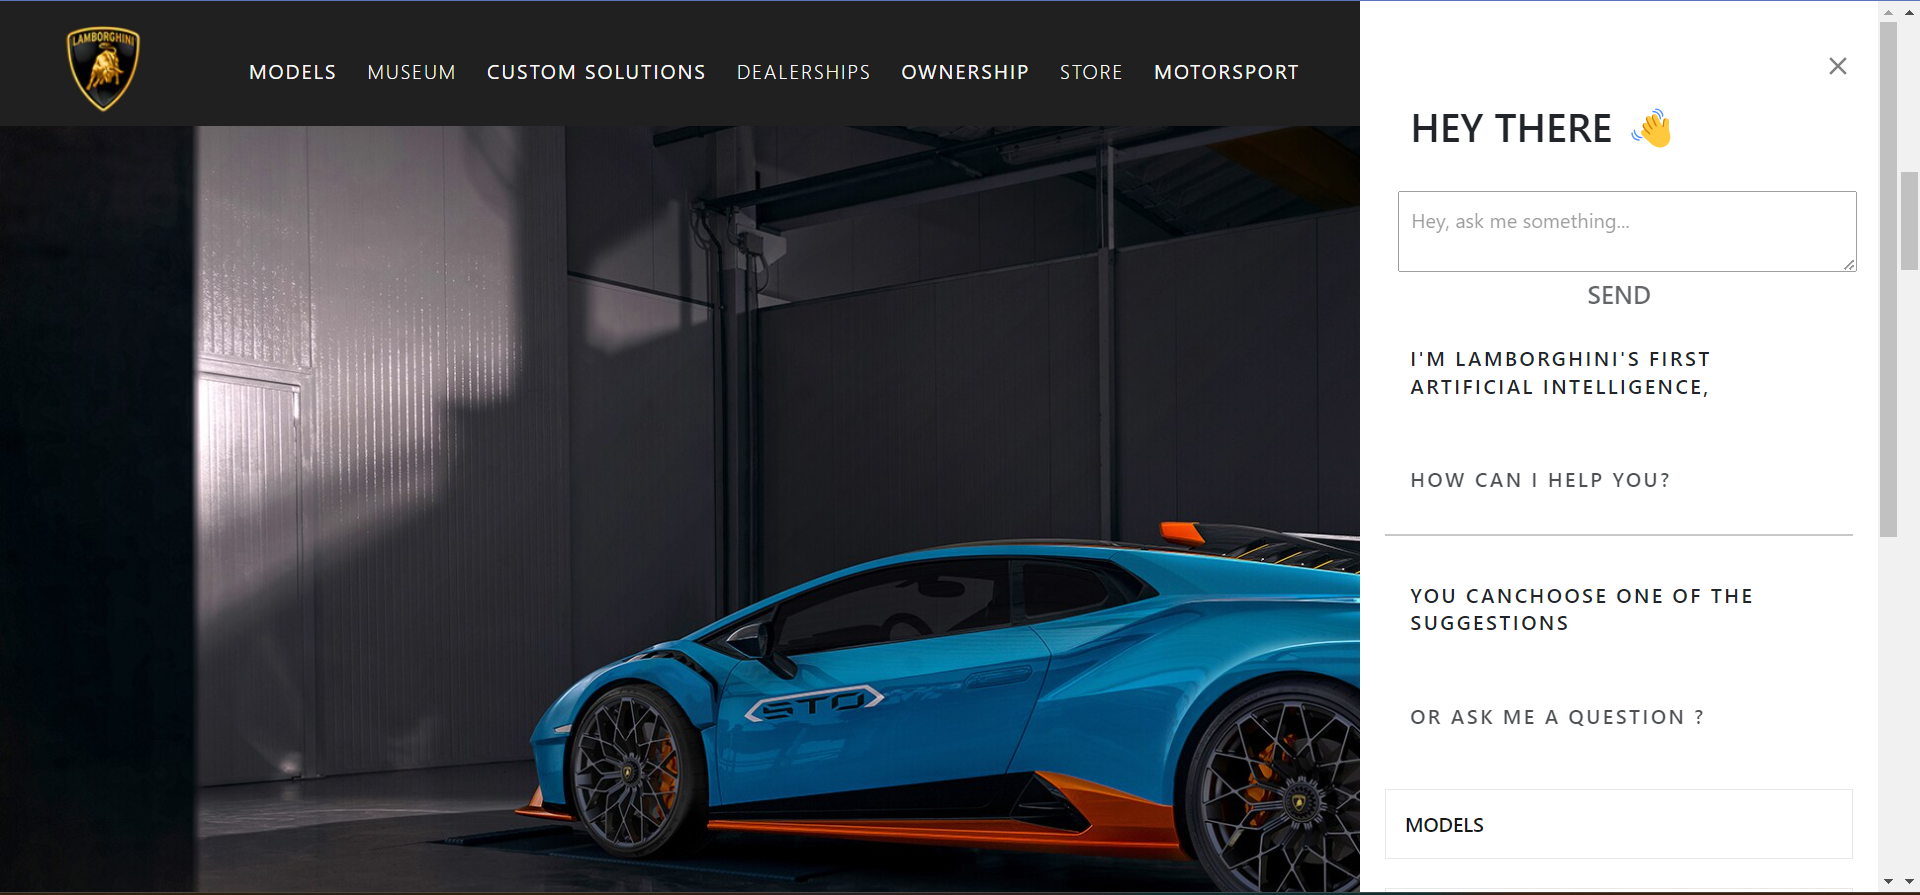 LAMBORGHINI
MODELS MUSEUM CUSTOM SOLUTIONS DEALERSHIPS OWNERSHIP STORE MOTORSPORT
STO
HEY THERE 👋
Hey, ask me something...
SEND
I'M LAMBORGHINI'S FIRST
ARTIFICIAL INTELLIGENCE,
HOW CAN I HELP YOU?
YOU CANCHOOSE ONE OF THE
SUGGESTIONS
OR ASK ME A QUESTION ?
MODELS